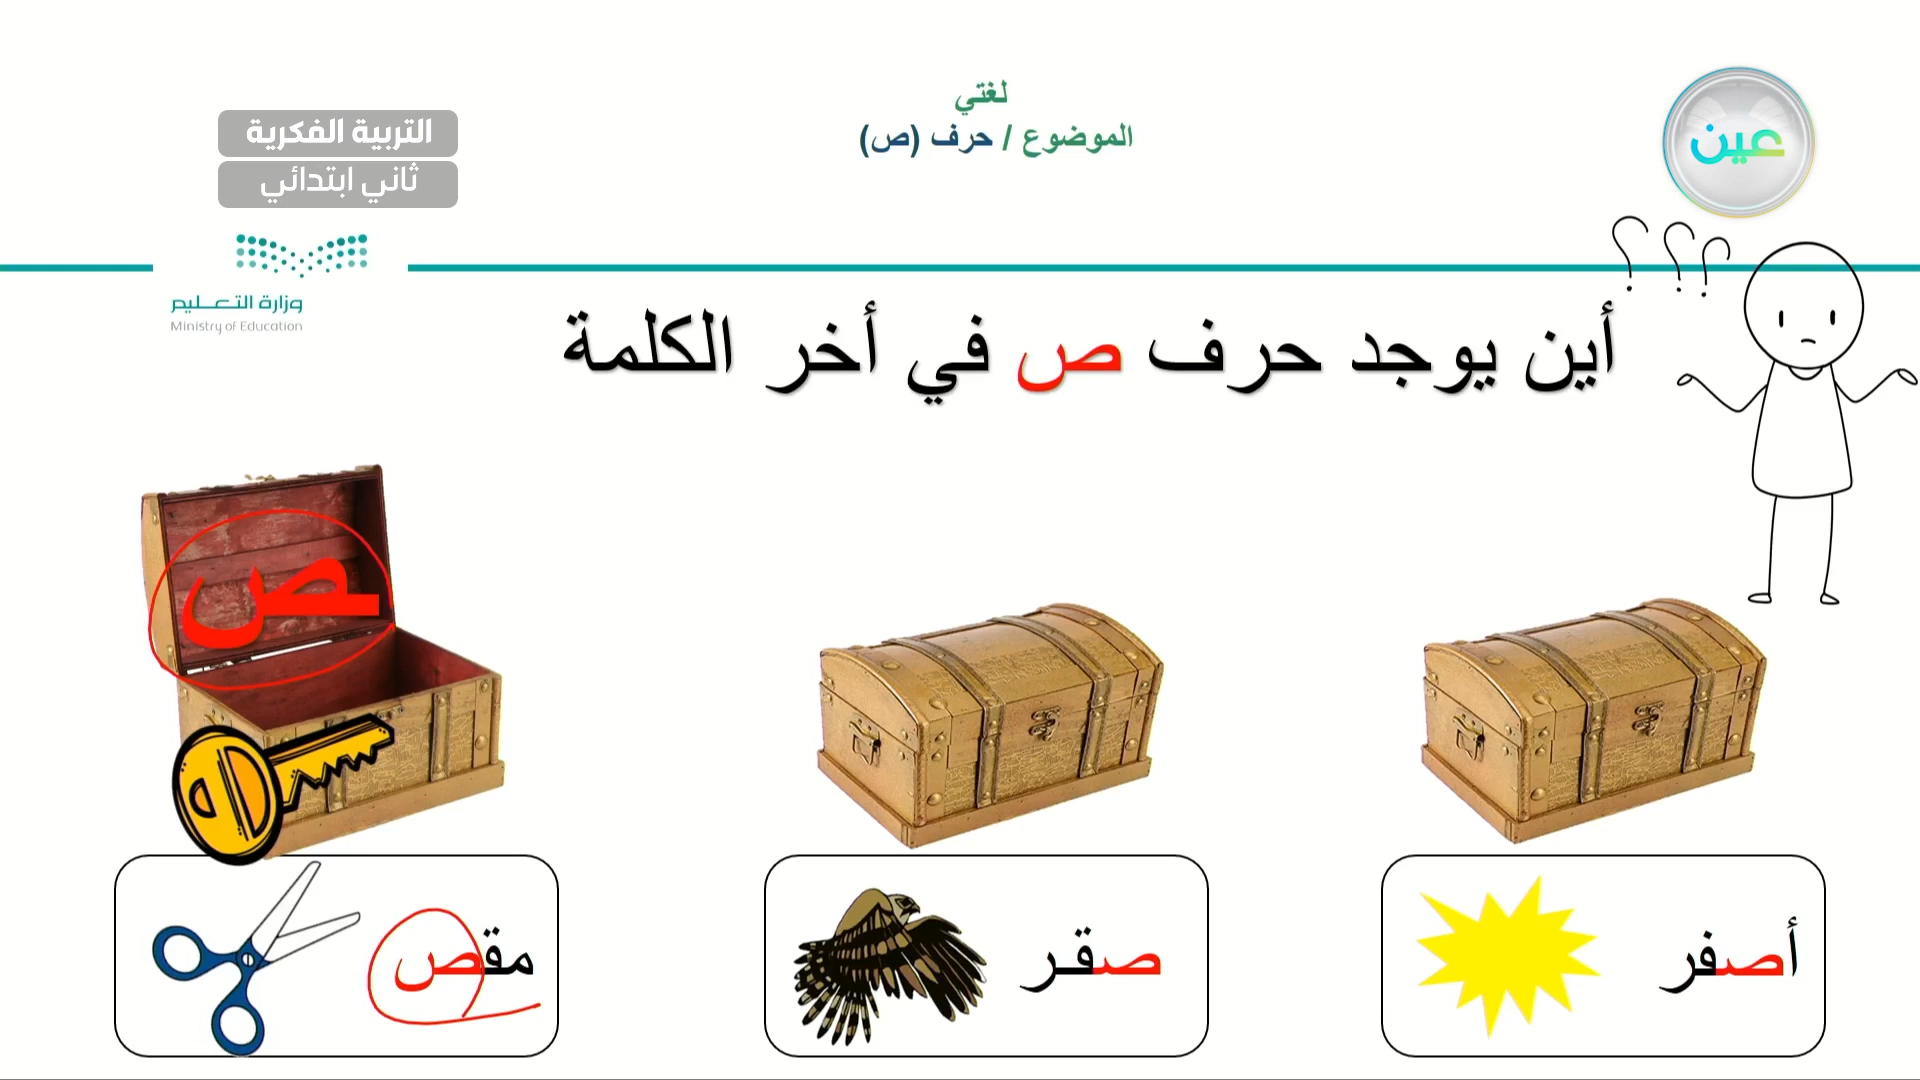 لغتي
الموضوع / حرف (ص)
عين
التربية الفكرية
ثاني ابتدائي
وزارة التعليم
Ministry of Education
؟ ؟ ؟
أين يوجد حرف ص في أخر الكلمة
ص
أصفر
صقر
مقص